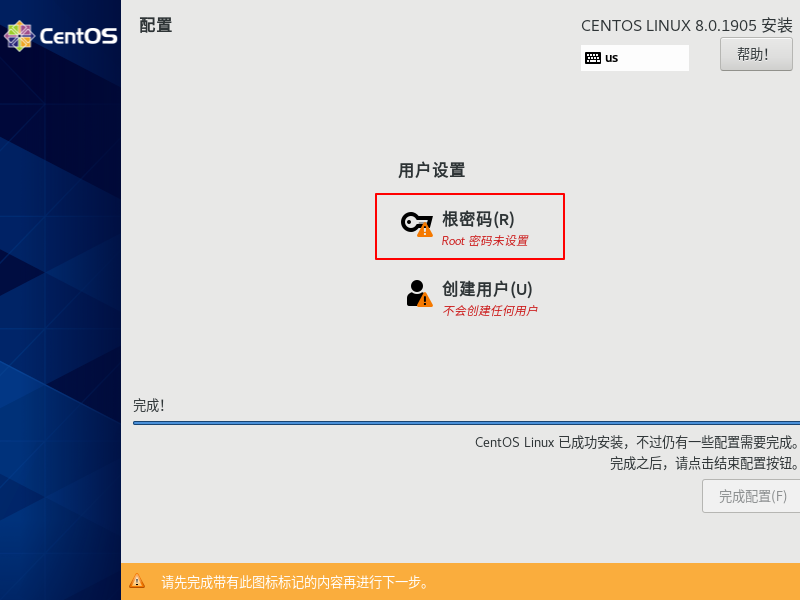 CentOS
配置
CENTOS LINUX 8.0.1905 安装
us
帮助!
用户设置
根密码(R)
Root 密码未设置
创建用户(U)
不会创建任何用户
完成!
CentOS Linux 已成功安装，不过仍有一些配置需要完成。
完成之后，请点击结束配置按钮。
完成配置(F)
请先完成带有此图标标记的内容再进行下一步。